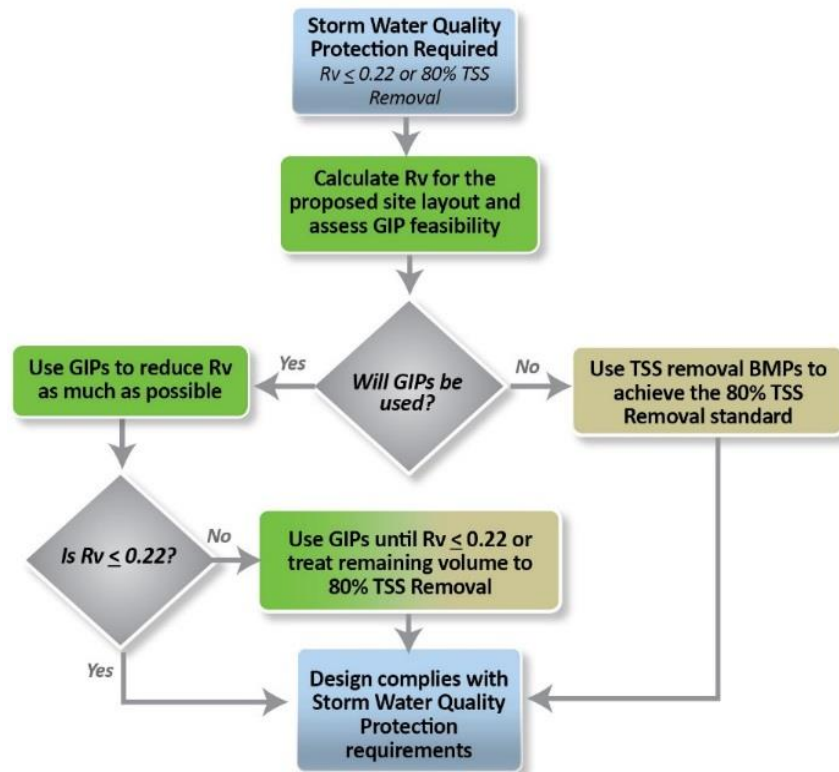 Storm Water Quality
Protection Required
Rv ≤ 0.22 or 80% TSS
Removal
Calculate Rv for the
proposed site layout and
assess GIP feasibility
Use GIPs to reduce Rv
as much as possible
Yes
Will GIPs be
used?
No
Use TSS removal BMPs to
achieve the 80% TSS
Removal standard
Is Rv ≤ 0.22?
No
Use GIPs until Rv ≤ 0.22 or
treat remaining volume to
80% TSS Removal
Yes
Design complies with
Storm Water Quality
Protection
requirements